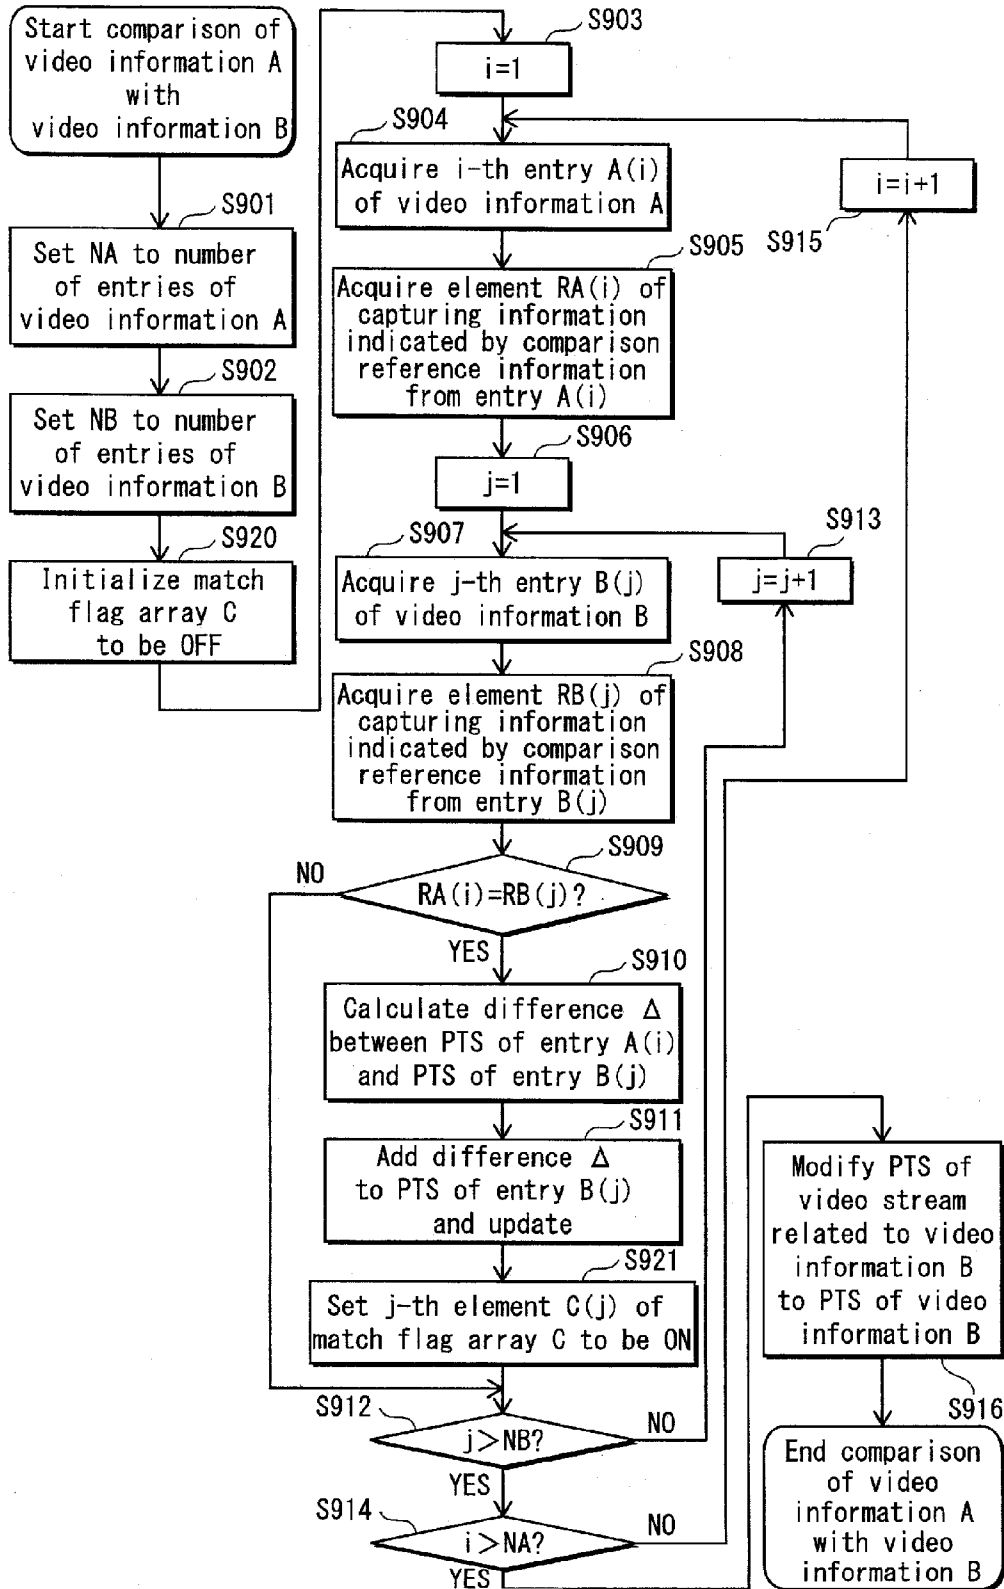 Start comparison of
video information A
with
video information B
S901
Set NA to number
of entries of
video information A
S902
Set NB to number
of entries of
video information B
S920
Initialize match
flag array C
to be OFF
S903
i=1
S904
Acquire i-th entry A(i)
of video information A
S905
Acquire element RA(i) of
capturing information
indicated by comparison
reference information
from entry A(i)
S906
j=1
S907
Acquire j-th entry B(j)
of video information B
S908
Acquire element RB(j) of
capturing information
indicated by comparison
reference information
from entry B(j)
S909
RA(i)=RB(j)?
NO
YES
S910
Calculate difference Δ
between PTS of entry A(i)
and PTS of entry B(j)
S911
Add difference Δ
to PTS of entry B(j)
and update
S921
Set j-th element C(j) of
match flag array C to be ON
S912
j>NB?
NO
YES
S914
i>NA?
NO
YES
S913
j=j+1
i=i+1
S915
Modify PTS of
video stream
related to video
information B
to PTS of video
information B
S916
End comparison
of video
information A
with video
information B